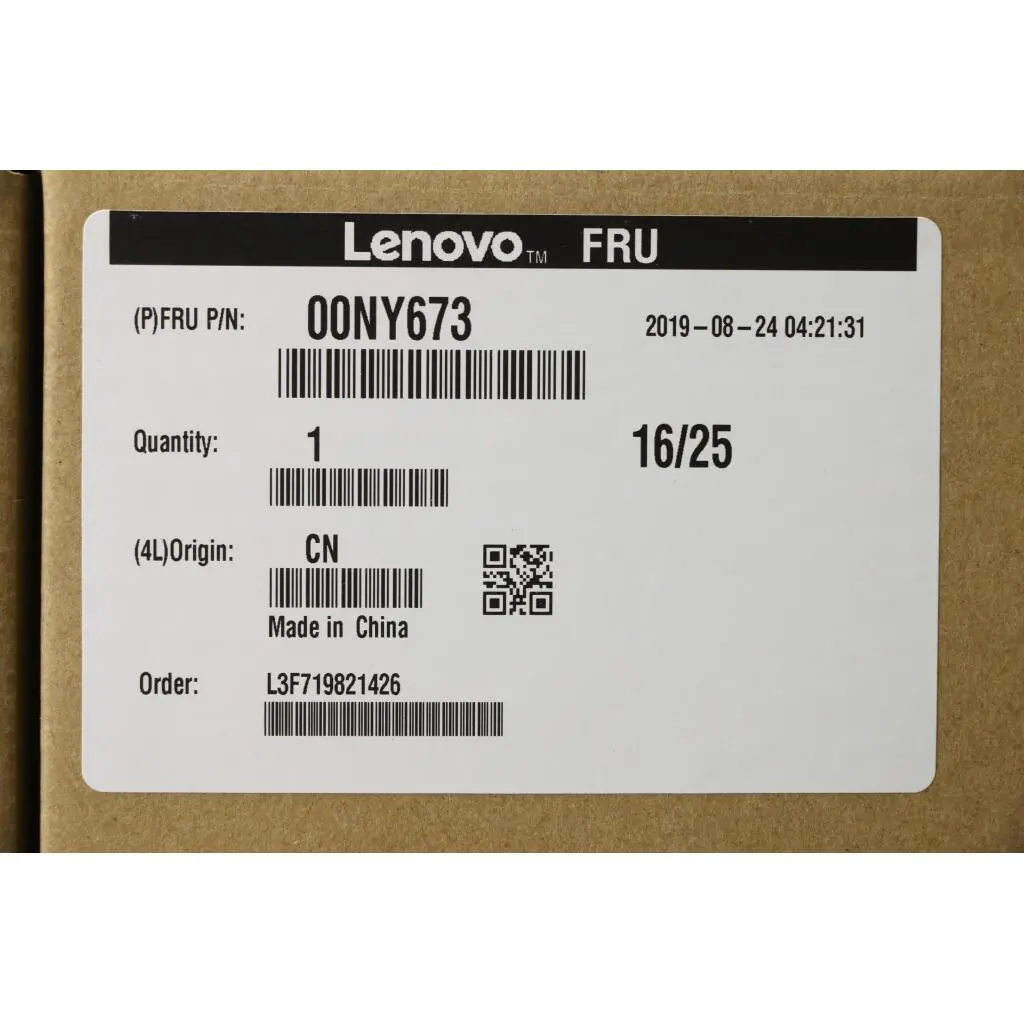 Lenovo™ FRU
(P)FRU P/N: 00NY673 2019-08-24 04:21:31
Quantity: 1 16/25
(4L)Origin: CN
Made in China
Order: L3F719821426